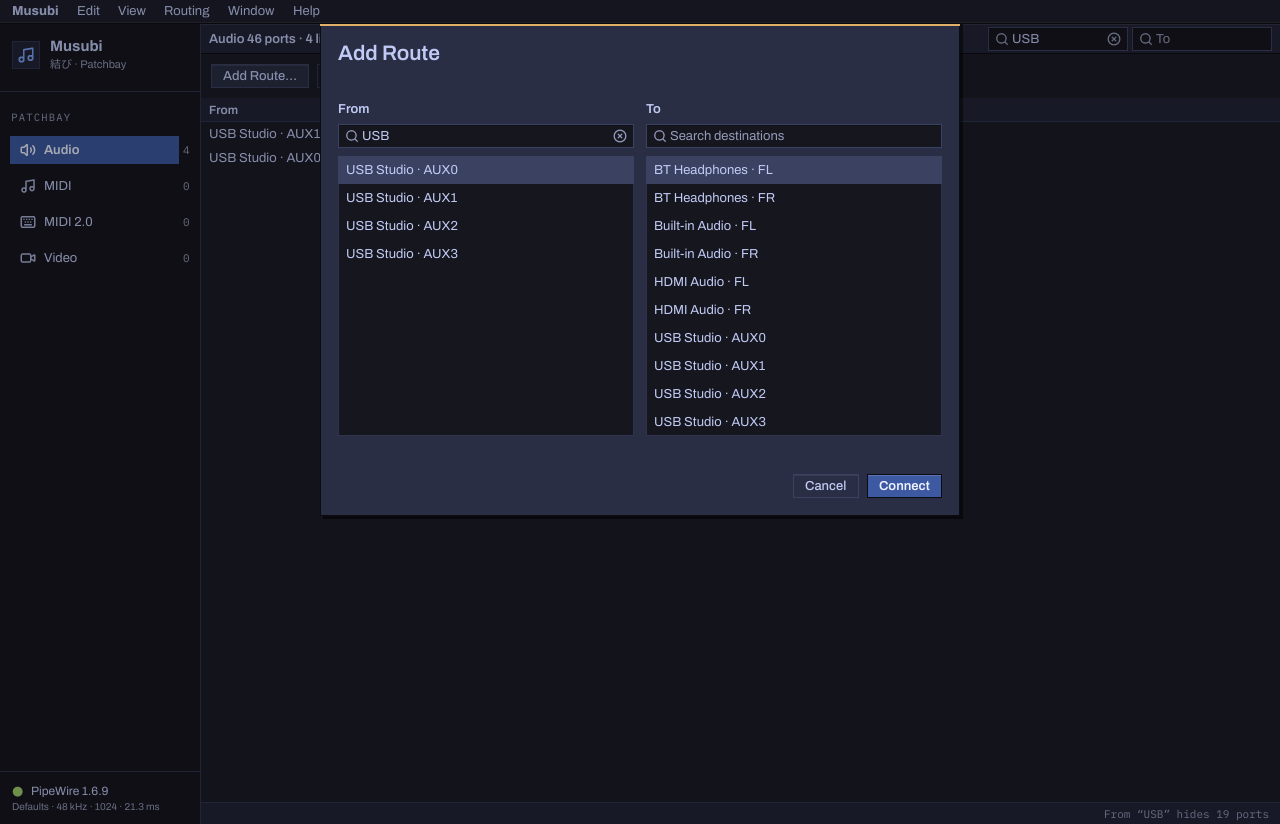 Musubi Edit View Routing Window Help
Musubi
結び · Patchbay
PATCHBAY
Audio 4
MIDI 0
MIDI 2.0 0
Video 0
PipeWire 1.6.9
Defaults · 48 kHz · 1024 · 21.3 ms
Audio 46 ports · 4 l
USB
To
Add Route...
From
USB Studio · AUX1
USB Studio · AUX0
Add Route
From
USB
USB Studio · AUX0
USB Studio · AUX1
USB Studio · AUX2
USB Studio · AUX3
To
Search destinations
BT Headphones · FL
BT Headphones · FR
Built-in Audio · FL
Built-in Audio · FR
HDMI Audio · FL
HDMI Audio · FR
USB Studio · AUX0
USB Studio · AUX1
USB Studio · AUX2
USB Studio · AUX3
Cancel
Connect
From “USB” hides 19 ports